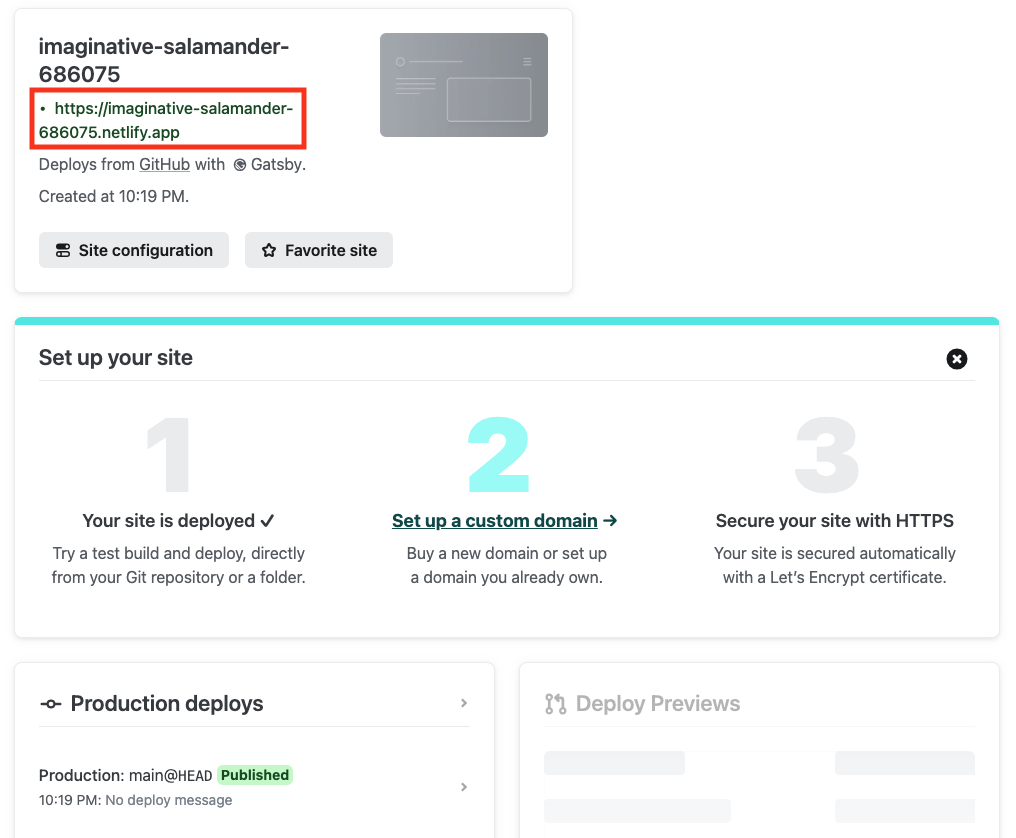 imaginative-salamander-
686075
• https://imaginative-salamander-
686075.netlify.app
Deploys from GitHub with Gatsby.
Created at 10:19 PM.
Site configuration
Favorite site
Set up your site
1
Your site is deployed ✓
Try a test build and deploy, directly
from your Git repository or a folder.
2
Set up a custom domain →
Buy a new domain or set up
a domain you already own.
3
Secure your site with HTTPS
Your site is secured automatically
with a Let’s Encrypt certificate.
Production deploys
Production: main@HEAD Published
10:19 PM: No deploy message
Deploy Previews